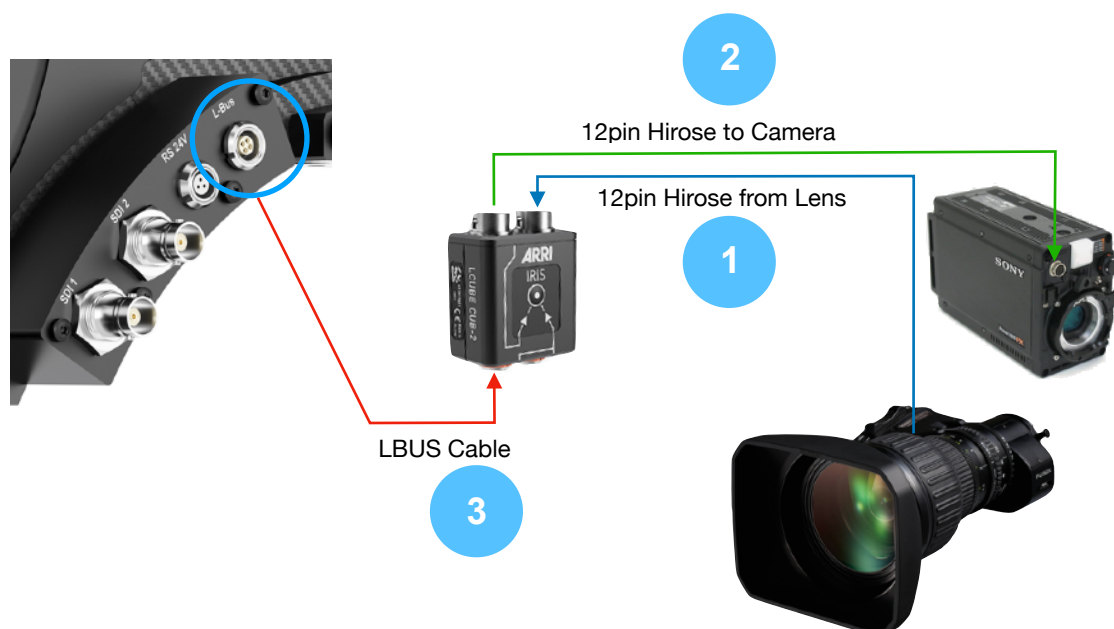 2
12pin Hirose to Camera
12pin Hirose from Lens
1
L-Bus
RS 24V
SDI 2
SDI 1
ARRI
IRIS
LCUBE CUB-2
SONY
LBUS Cable
3
FUJINON